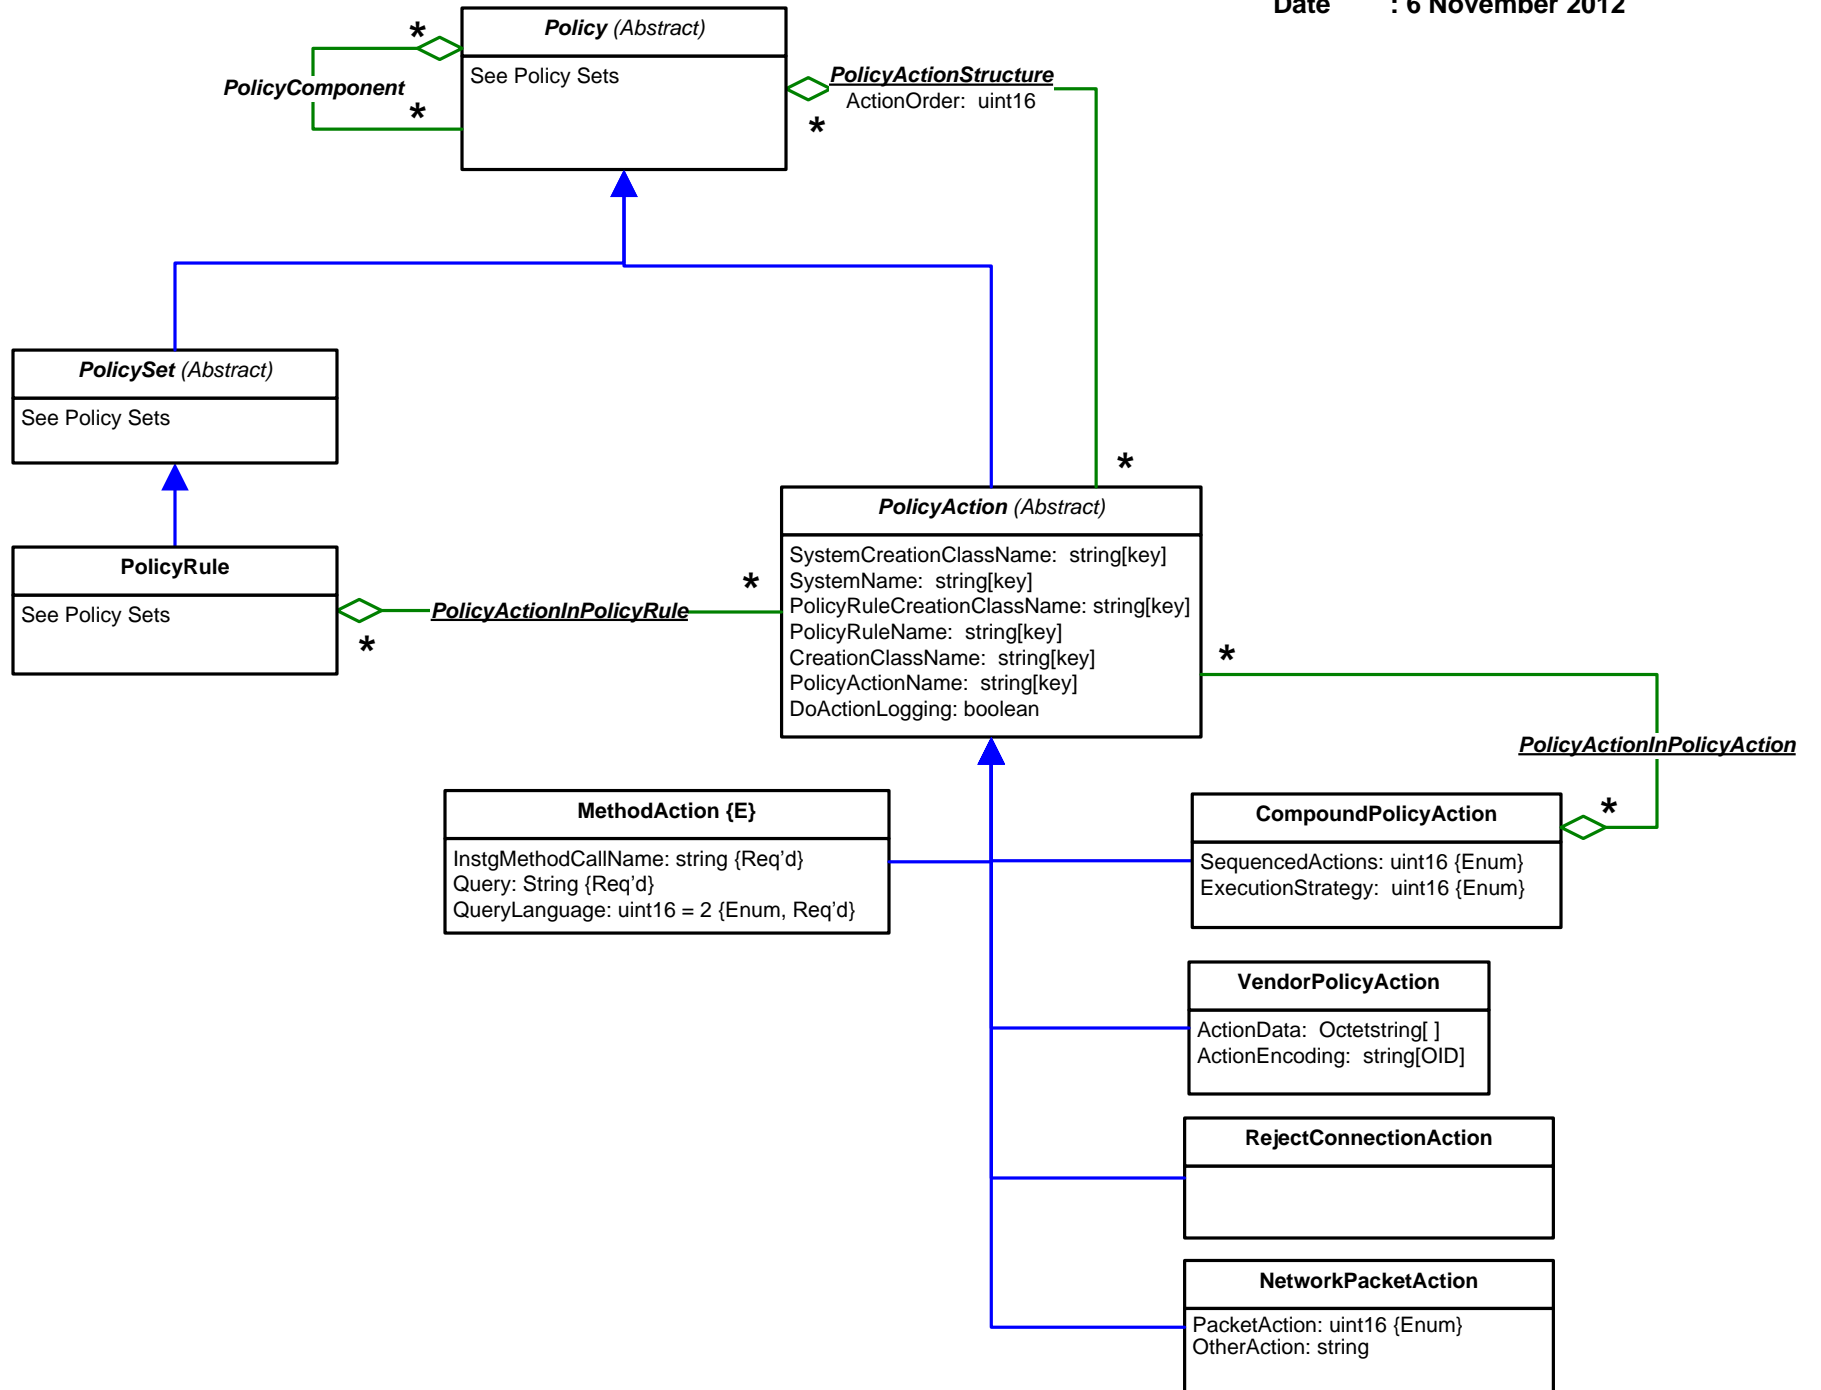 Date : 6 November 2012
*
Policy (Abstract)
See Policy Sets
PolicyComponent
*
PolicyActionStructure
ActionOrder: uint16
*
PolicySet (Abstract)
See Policy Sets
*
PolicyAction (Abstract)
SystemCreationClassName: string[key]
SystemName: string[key]
PolicyRuleCreationClassName: string[key]
PolicyRuleName: string[key]
CreationClassName: string[key]
PolicyActionName: string[key]
DoActionLogging: boolean
PolicyRule
See Policy Sets
*
PolicyActionInPolicyRule
*
*
PolicyActionInPolicyAction
*
MethodAction {E}
InstgMethodCallName: string {Req’d}
Query: String {Req’d}
QueryLanguage: uint16 = 2 {Enum, Req’d}
CompoundPolicyAction
SequencedActions: uint16 {Enum}
ExecutionStrategy: uint16 {Enum}
VendorPolicyAction
ActionData: Octetstring[ ]
ActionEncoding: string[OID]
RejectConnectionAction
NetworkPacketAction
PacketAction: uint16 {Enum}
OtherAction: string